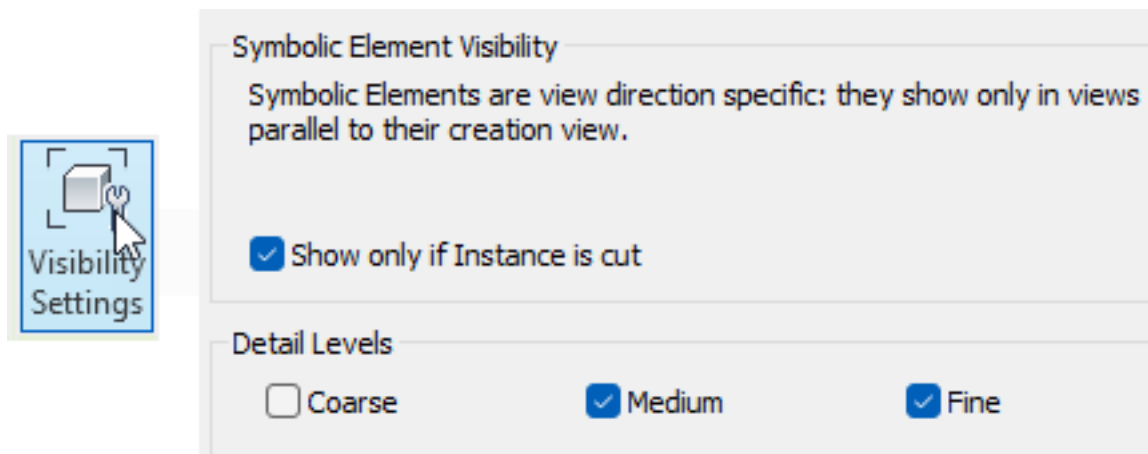 Visibility
Settings
Symbolic Element Visibility
Symbolic Elements are view direction specific: they show only in views
parallel to their creation view.
Show only if Instance is cut
Detail Levels
Coarse Medium Fine